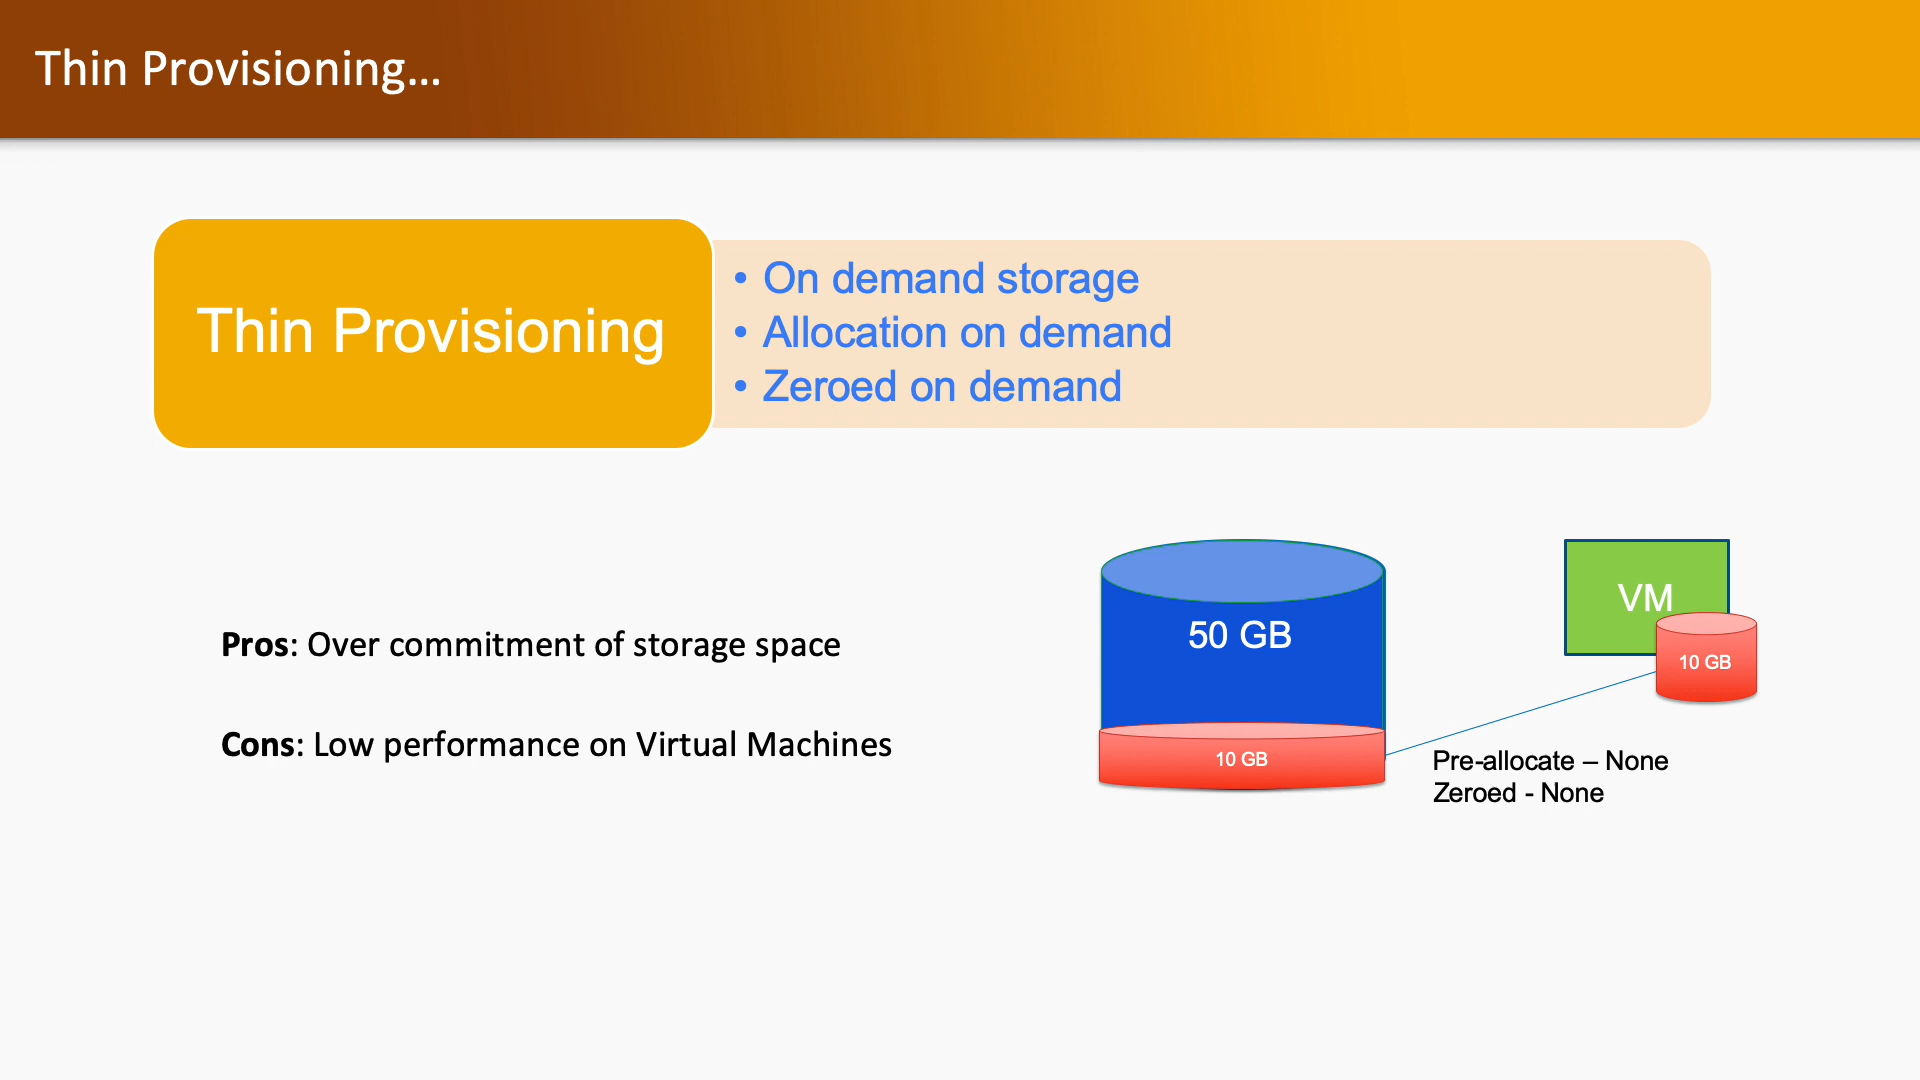 Thin Provisioning...
Thin Provisioning
• On demand storage
• Allocation on demand
• Zeroed on demand
Pros: Over commitment of storage space
Cons: Low performance on Virtual Machines
50 GB
10 GB
VM
10 GB
Pre-allocate – None
Zeroed - None